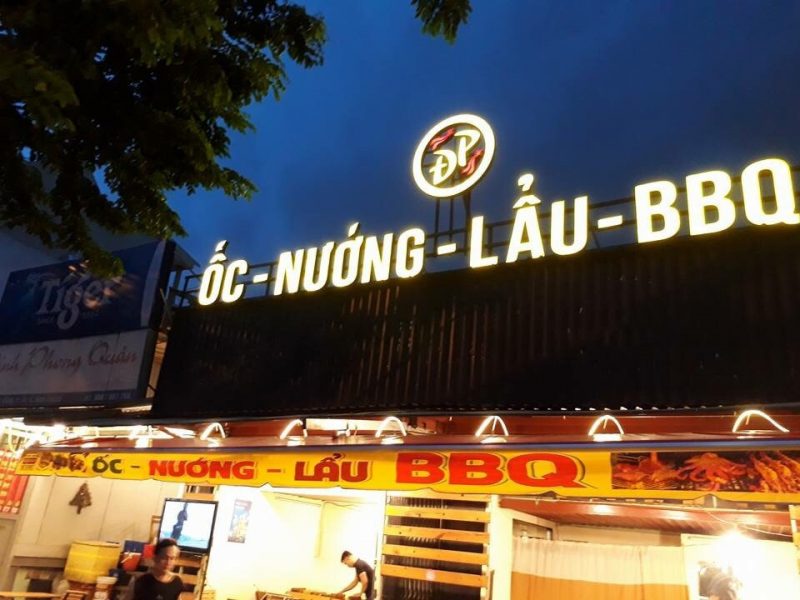 ĐP
ỐC - NƯỚNG - LẨU - BBQ
Tiger
Phong Quán
ỐC - NƯỚNG - LẨU BBQ